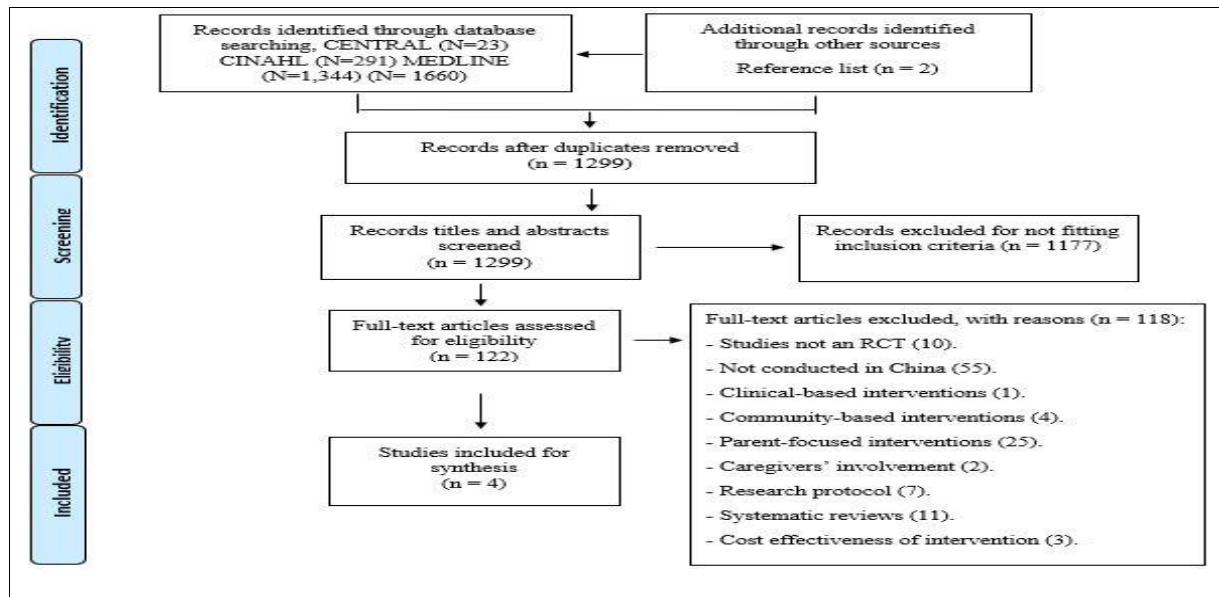 Records identified through database
searching, CENTRAL (N=23)
CINAHL (N=291) MEDLINE
(N=1,344) (N= 1660)
Additional records identified
through other sources
Reference list (n = 2)
Identification
Records after duplicates removed
(n = 1299)
Screening
Records titles and abstracts
screened
(n = 1299)
Records excluded for not fitting
inclusion criteria (n = 1177)
Eligibility
Full-text articles assessed
for eligibility
(n = 122)
Full-text articles excluded, with reasons (n = 118):
- Studies not an RCT (10).
- Not conducted in China (55).
- Clinical-based interventions (1).
- Community-based interventions (4).
- Parent-focused interventions (25).
- Caregivers’ involvement (2).
- Research protocol (7).
- Systematic reviews (11).
- Cost effectiveness of intervention (3).
Included
Studies included for
synthesis
(n = 4)